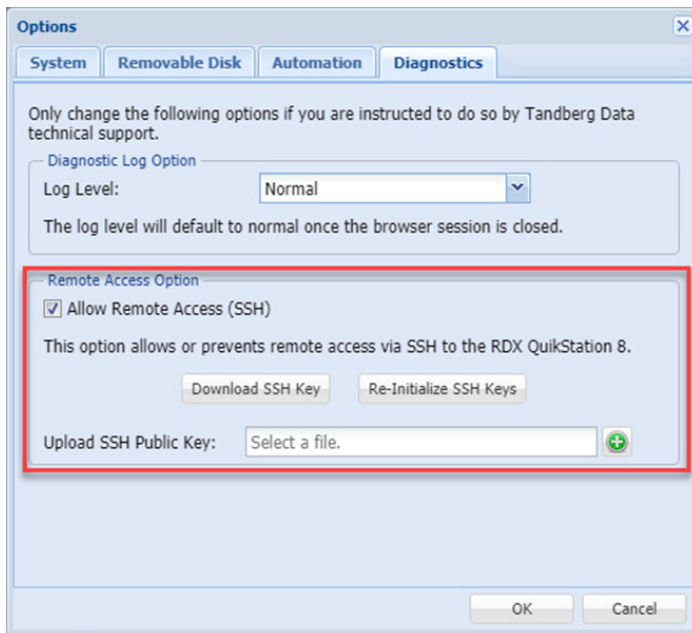 Options
System
Removable Disk
Automation
Diagnostics
Only change the following options if you are instructed to do so by Tandberg Data
technical support.
Diagnostic Log Option
Log Level:
Normal
The log level will default to normal once the browser session is closed.
Remote Access Option
Allow Remote Access (SSH)
This option allows or prevents remote access via SSH to the RDX QuikStation 8.
Download SSH Key
Re-Initialize SSH Keys
Upload SSH Public Key:
Select a file.
OK
Cancel